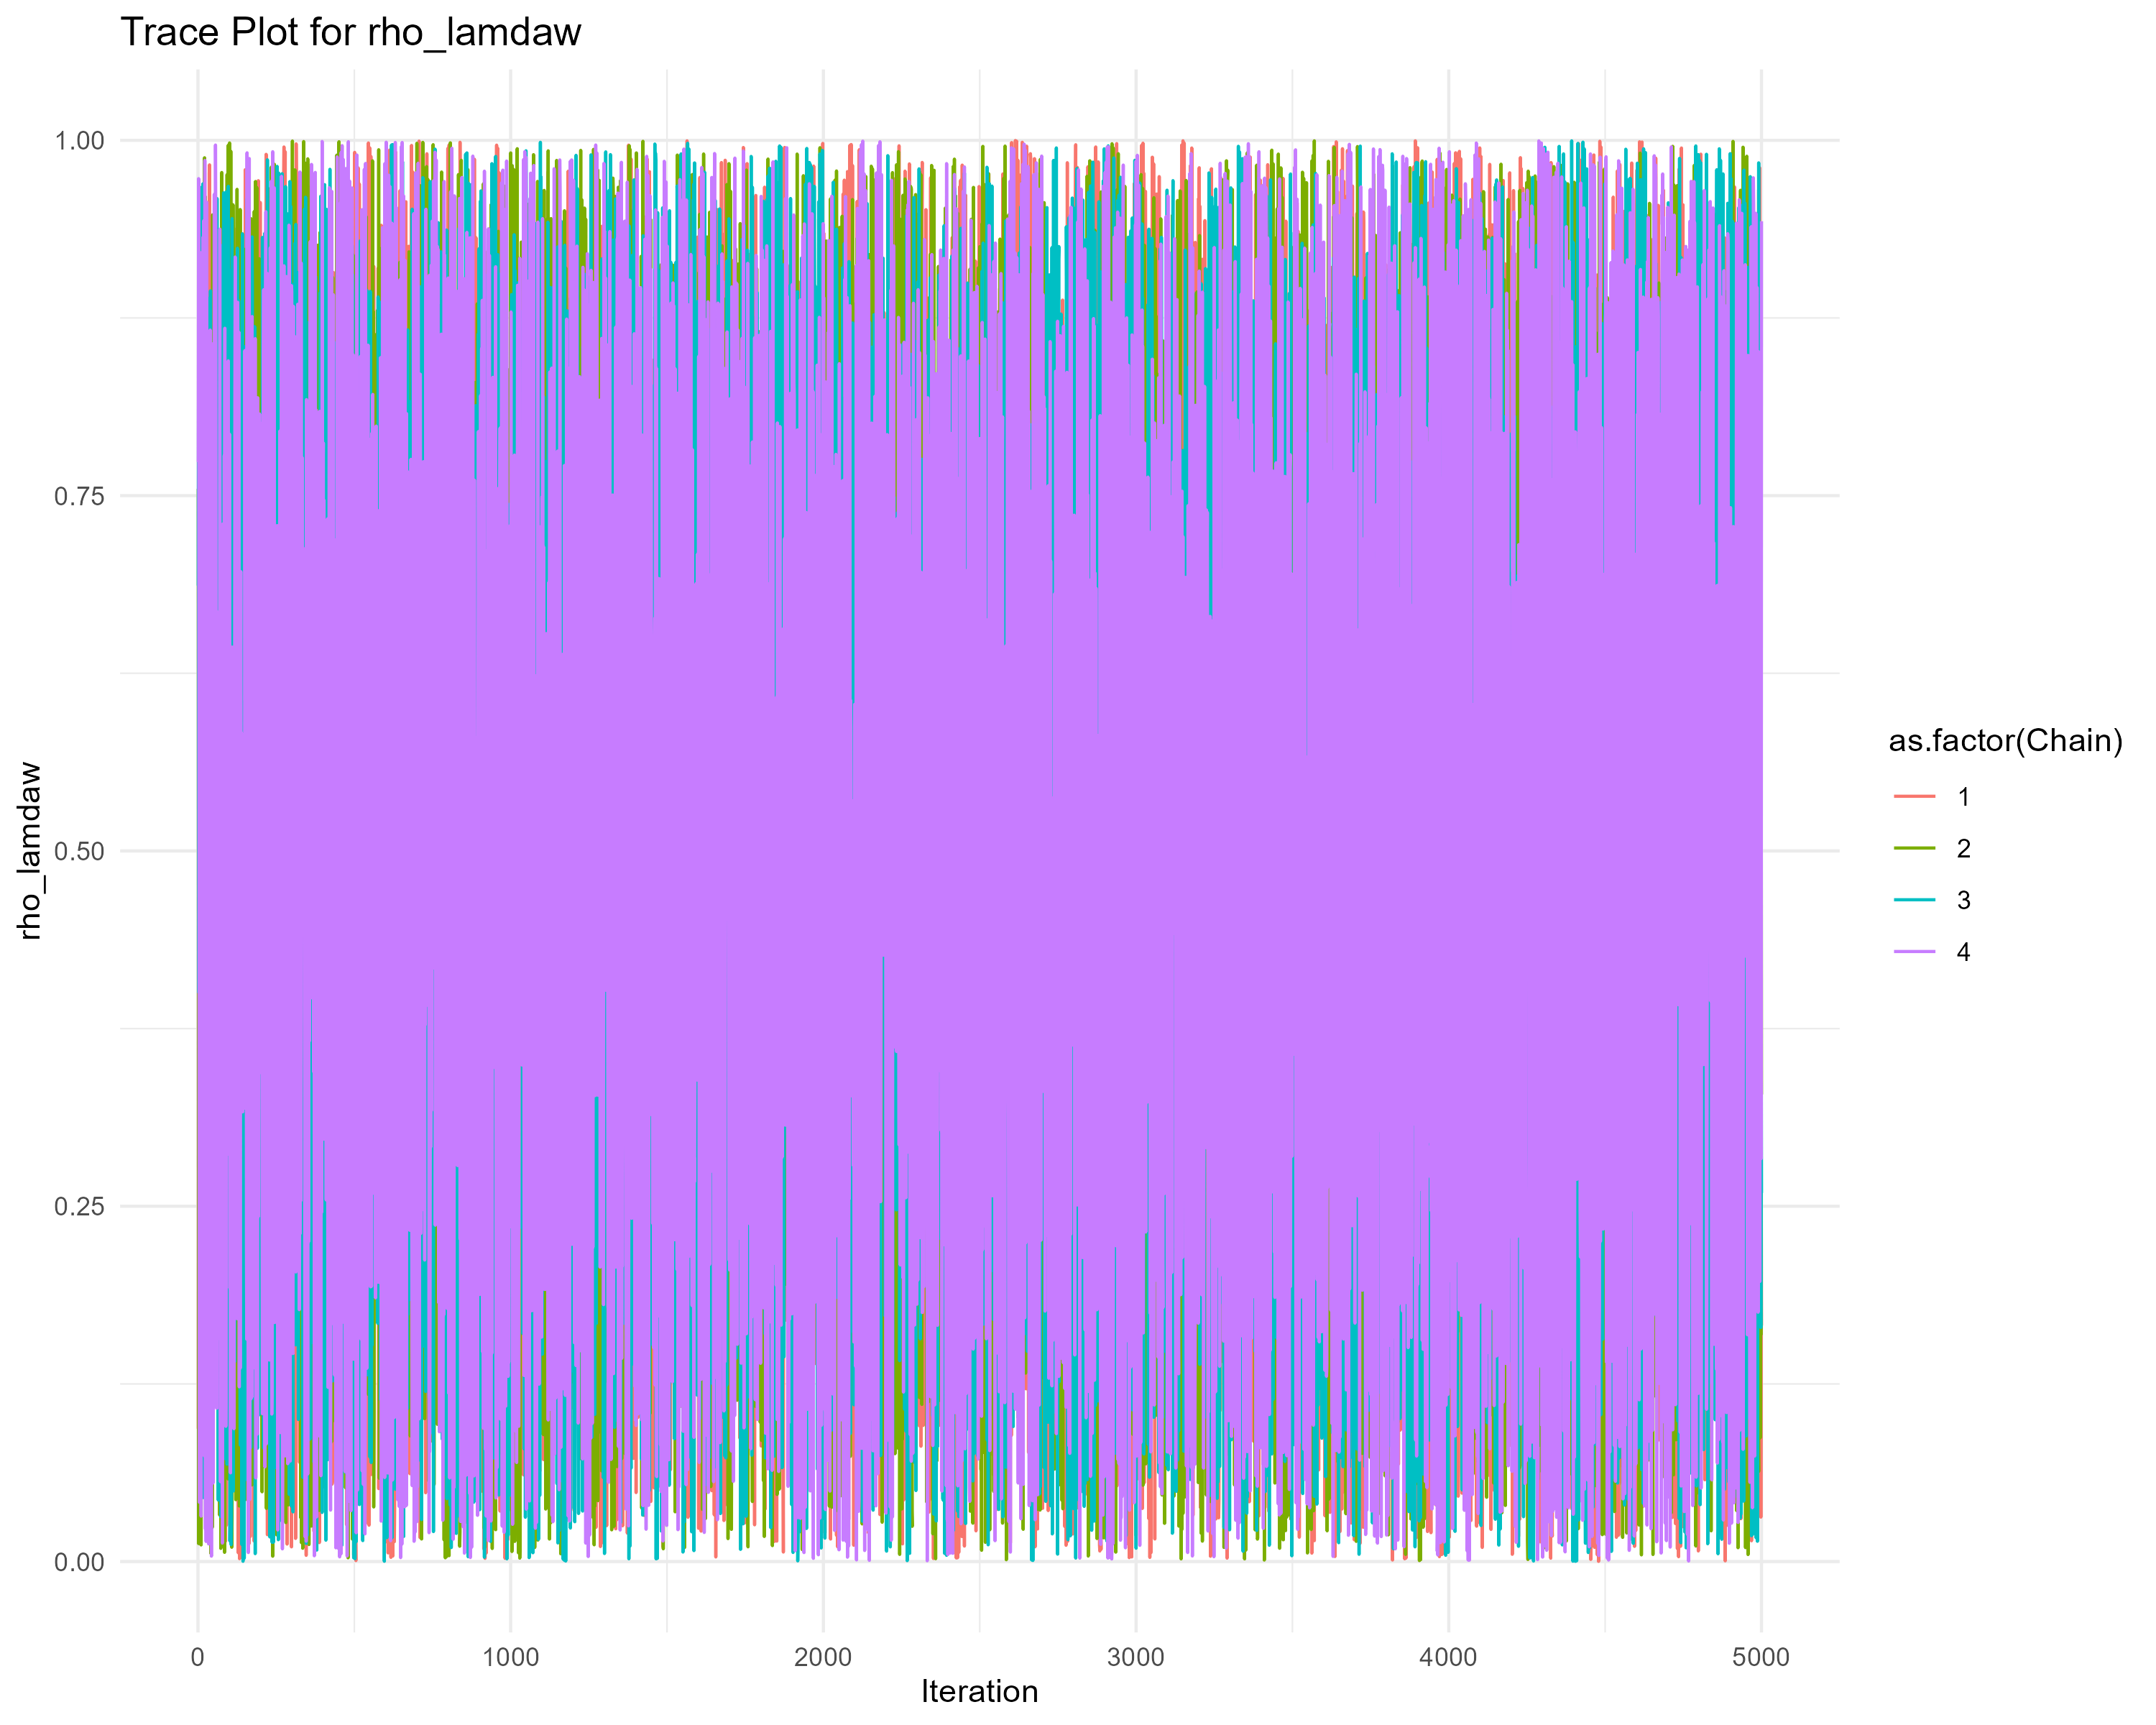 Trace Plot for rho_lamdaw
1.00
0.75
0.50
0.25
0.00
rho_lamdaw
0 1000 2000 3000 4000 5000
Iteration
as.factor(Chain)
1
2
3
4